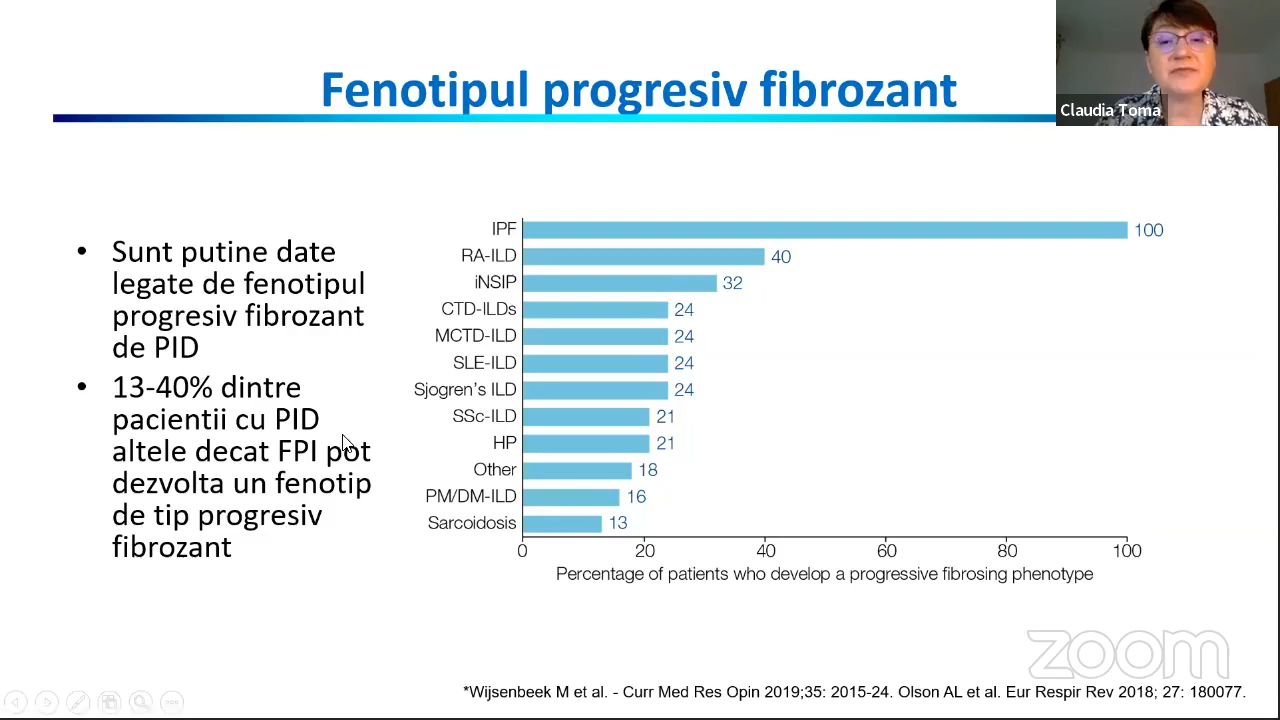 Fenotipul progresiv fibrozant
Claudia Toma
• Sunt putine date
legate de fenotipul
progresiv fibrozant
de PID
• 13-40% dintre
pacientii cu PID
altele decat FPI pot
dezvolta un fenotip
de tip progresiv
fibrozant
IPF 100
RA-ILD 40
iNSIP 32
CTD-ILDs 24
MCTD-ILD 24
SLE-ILD 24
Sjogren's ILD 24
SSc-ILD 21
HP 21
Other 18
PM/DM-ILD 16
Sarcoidosis 13
0 20 40 60 80 100
Percentage of patients who develop a progressive fibrosing phenotype
zoom
*Wijsenbeek M et al. - Curr Med Res Opin 2019;35: 2015-24. Olson AL et al. Eur Respir Rev 2018; 27: 180077.